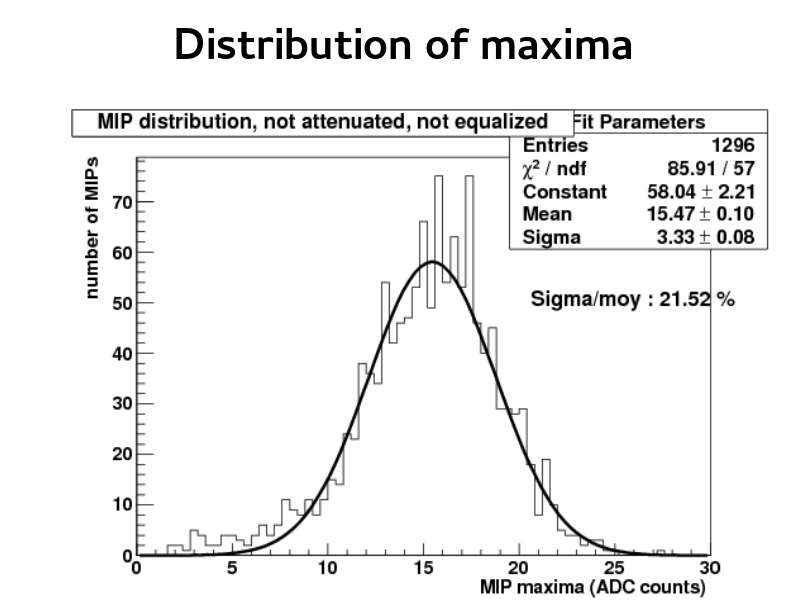 Distribution of maxima
MIP distribution, not attenuated, not equalized
Fit Parameters
Entries 1296
χ² / ndf 85.91 / 57
Constant 58.04 ± 2.21
Mean 15.47 ± 0.10
Sigma 3.33 ± 0.08
Sigma/moy : 21.52 %
number of MIPs
70
60
50
40
30
20
10
0
0 5 10 15 20 25 30
MIP maxima (ADC counts)